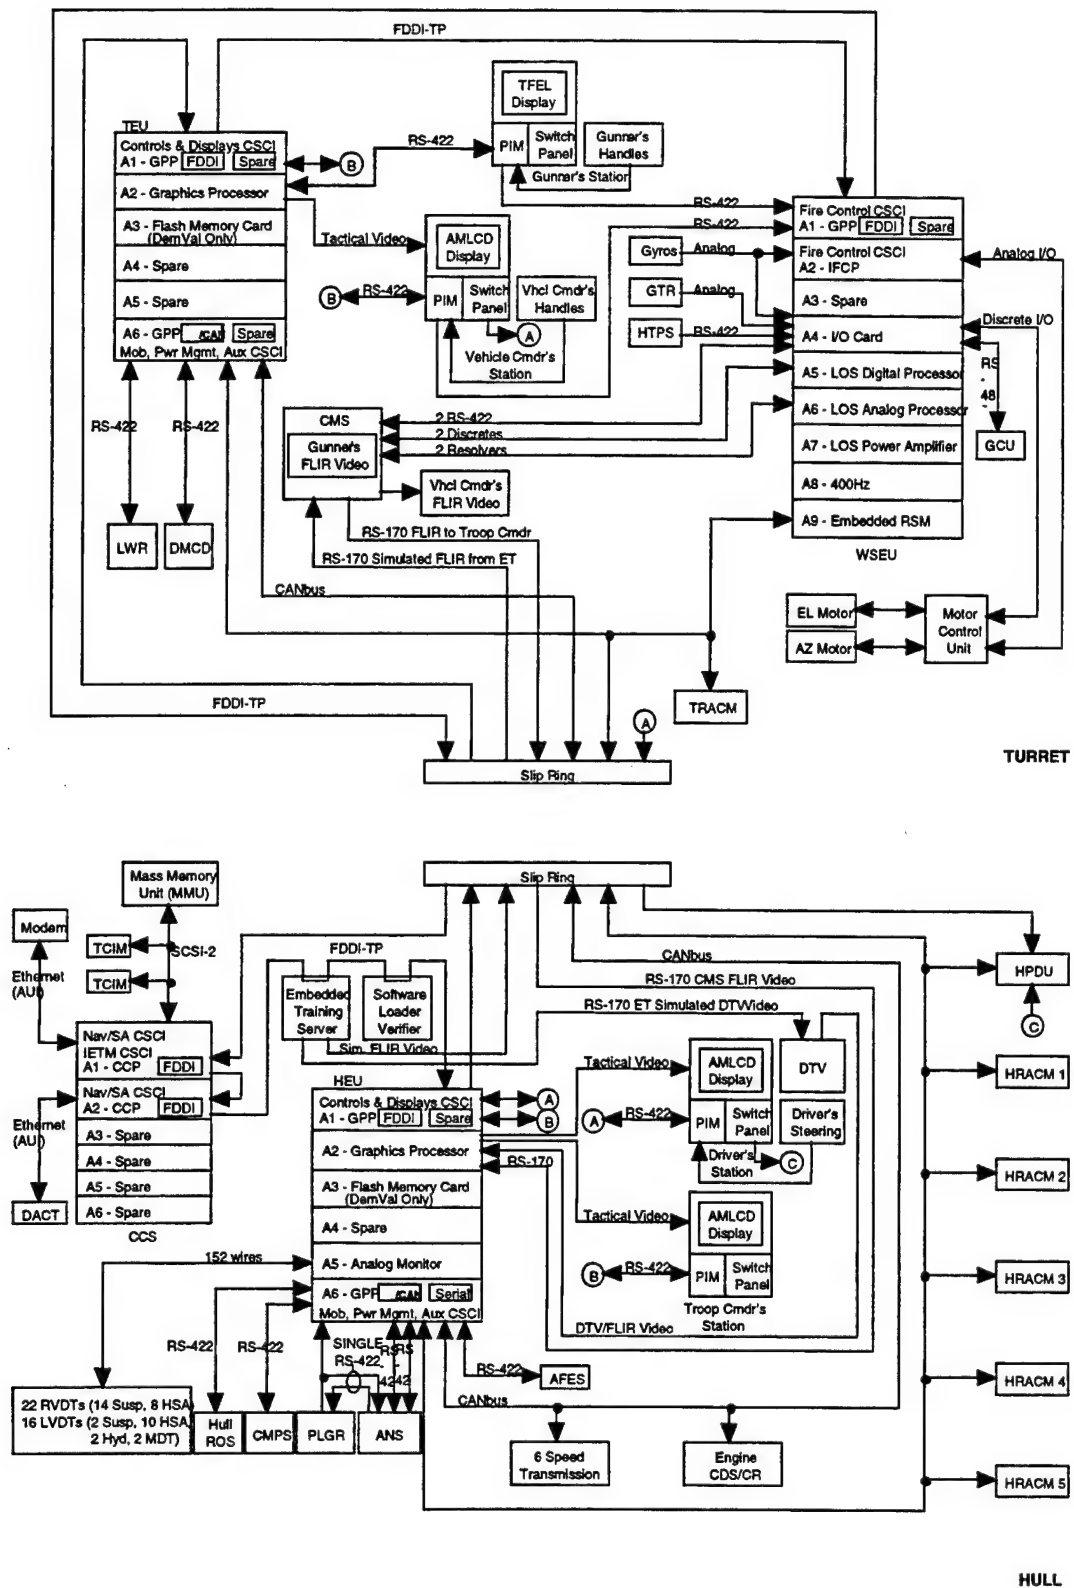 FDDI-TP
TEU
Controls & Displays CSCI
A1 - GPP FDDI Spare
B
A2 - Graphics Processor
A3 - Flash Memory Card
(DemVal Only)
A4 - Spare
A5 - Spare
A6 - GPP /CAN Spare
Mob, Pwr Mgmt, Aux CSCI
RS-422
TFEL
Display
PIM
Switch
Panel
Gunner's
Handles
Gunner's Station
RS-422
RS-422
Tactical Video
AMLCD
Display
B
RS-422
PIM
Switch
Panel
Vhcl Cmdr's
Handles
A
Vehicle Cmdr's
Station
Gyros
Analog
GTR
Analog
HTPS
RS-422
Fire Control CSCI
A1 - GPP FDDI Spare
Fire Control CSCI
A2 - IFCP
A3 - Spare
A4 - I/O Card
A5 - LOS Digital Processor
A6 - LOS Analog Processor
A7 - LOS Power Amplifier
A8 - 400Hz
A9 - Embedded RSM
WSEU
Analog I/O
Discrete I/O
RS
-
48
GCU
RS-422
RS-422
LWR
DMCD
CMS
Gunner's
FLIR Video
2 RS-422
2 Discretes
2 Resolvers
Vhcl Cmdr's
FLIR Video
RS-170 FLIR to Troop Cmdr
RS-170 Simulated FLIR from ET
CANbus
EL Motor
AZ Motor
Motor
Control
Unit
FDDI-TP
TRACM
A
Slip Ring
TURRET
Slip Ring
Mass Memory
Unit (MMU)
Modem
TCIM
SCSI-2
TCIM
Ethernet
(AUI)
FDDI-TP
Embedded
Training
Server
Software
Loader
Verifier
Sim. FLIR Video
CANbus
RS-170 CMS FLIR Video
RS-170 ET Simulated DTVVideo
HPDU
C
Nav/SA CSCI
IETM CSCI
A1 - CCP FDDI
Nav/SA CSCI
A2 - CCP FDDI
A3 - Spare
A4 - Spare
A5 - Spare
A6 - Spare
CCS
Ethernet
(AUI)
DACT
HEU
Controls & Displays CSCI
A1 - GPP FDDI Spare
A
B
A2 - Graphics Processor
RS-170
A3 - Flash Memory Card
(DemVal Only)
A4 - Spare
A5 - Analog Monitor
A6 - GPP /CAN Serial
Mob, Pwr Mgmt, Aux CSCI
Tactical Video
AMLCD
Display
A
RS-422
PIM
Switch
Panel
Driver's
Station
C
DTV
Driver's
Steering
Tactical Video
AMLCD
Display
B
RS-422
PIM
Switch
Panel
Troop Cmdr's
Station
DTV/FLIR Video
HRACM 1
HRACM 2
HRACM 3
HRACM 4
HRACM 5
152 wires
RS-422
RS-422
SINGLE
RS-422
RS
RS
-
-
42
42
RS-422
AFES
CANbus
22 RVDTs (14 Susp, 8 HSA)
16 LVDTs (2 Susp, 10 HSA,
2 Hyd, 2 MDT)
Hull
ROS
CMPS
PLGR
ANS
6 Speed
Transmission
Engine
CDS/CR
HULL